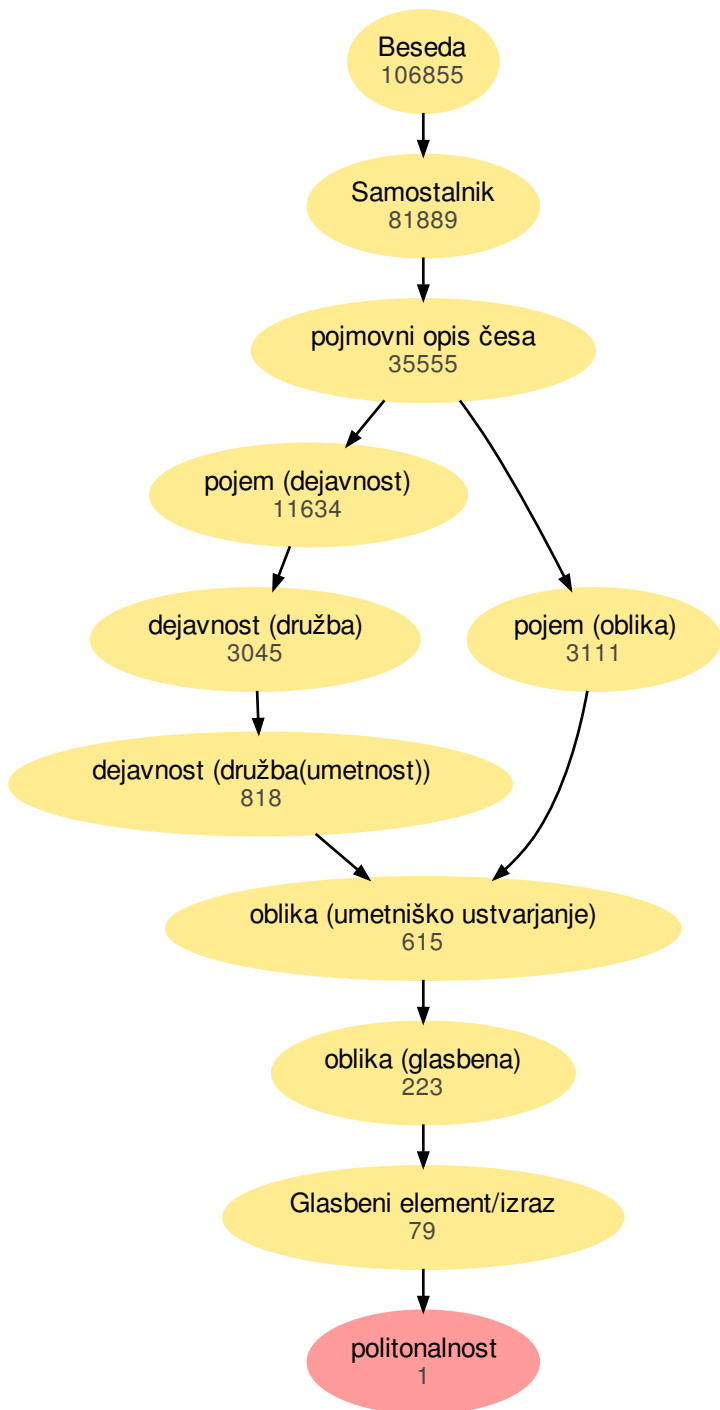 Beseda
106855
Samostalnik
81889
pojmovni opis česa
35555
pojem (dejavnost)
11634
dejavnost (družba)
3045
pojem (oblika)
3111
dejavnost (družba(umetnost))
818
oblika (umetniško ustvarjanje)
615
oblika (glasbena)
223
Glasbeni element/izraz
79
politonalnost
1